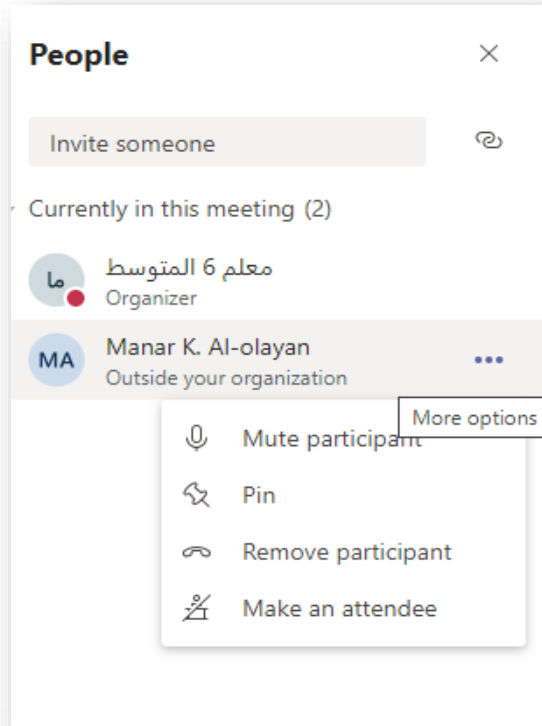 People
Invite someone
Currently in this meeting (2)
ما
معلم 6 المتوسط
Organizer
MA
Manar K. Al-olayan
Outside your organization
More options
Mute participant
Pin
Remove participant
Make an attendee